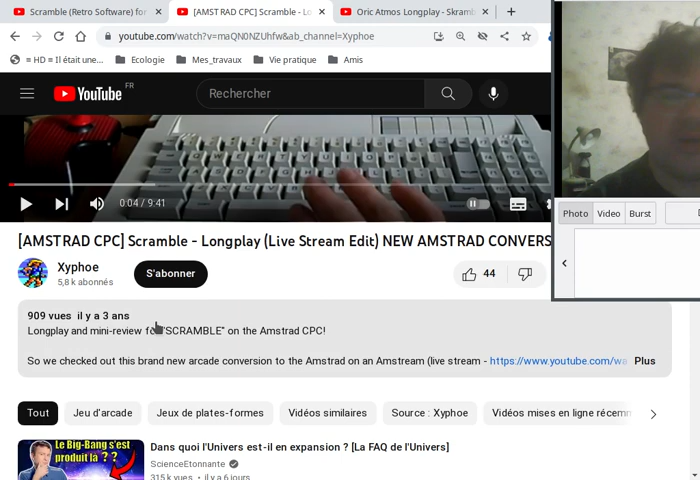 Scramble (Retro Software) for
[AMSTRAD CPC] Scramble - Lo
Oric Atmos Longplay - Skramb
youtube.com/watch?v=maQN0NZUhfw&ab_channel=Xyphoe
= HD = Il était une...
Ecologie
Mes_travaux
Vie pratique
Amis
YouTube FR
Rechercher
0:04 / 9:41
[AMSTRAD CPC] Scramble - Longplay (Live Stream Edit) NEW AMSTRAD CONVERS
Xyphoe
5,8 k abonnés
S'abonner
44
Photo
Video
Burst
909 vues il y a 3 ans
Longplay and mini-review "SCRAMBLE" on the Amstrad CPC!
So we checked out this brand new arcade conversion to the Amstrad on an Amstream (live stream - https://www.youtube.com/wa
Plus
Tout
Jeu d'arcade
Jeux de plates-formes
Vidéos similaires
Source : Xyphoe
Vidéos mises en ligne récemm
Le Big-Bang s'est
produit là ??
Dans quoi l'Univers est-il en expansion ? [La FAQ de l'Univers]
ScienceEtonnante
315 k vues • il y a 6 jours